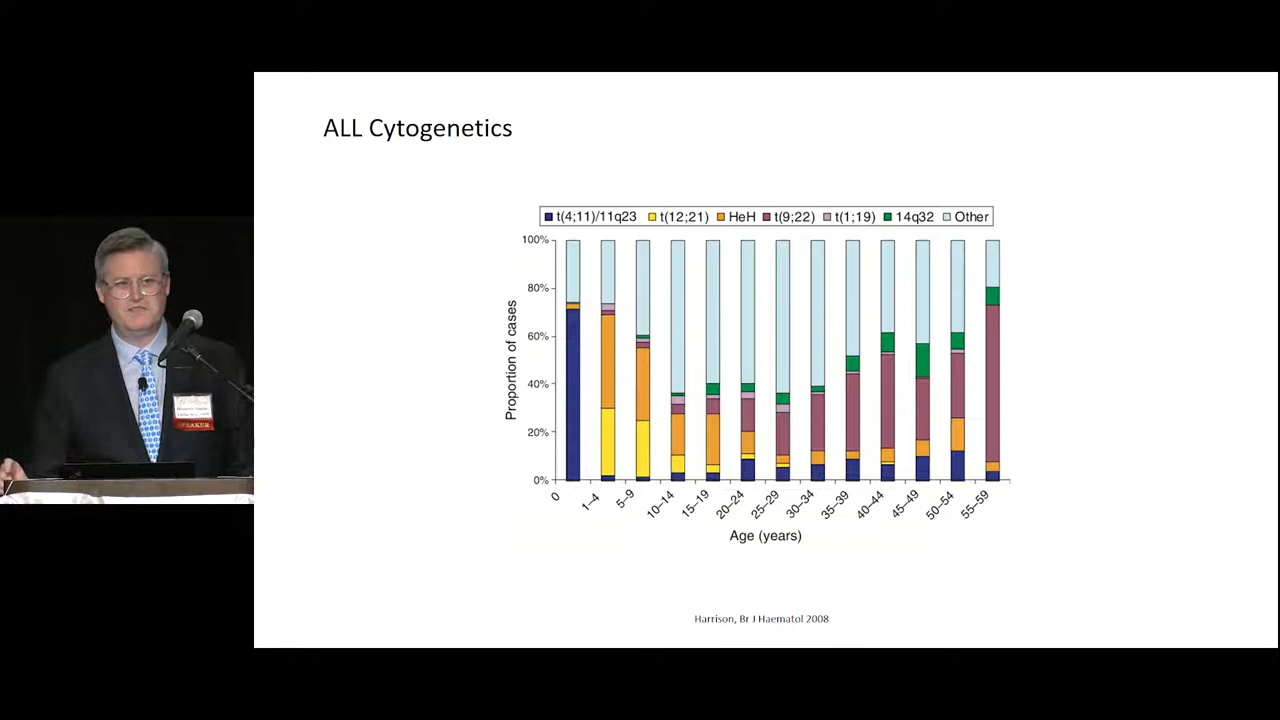 ALL Cytogenetics
t(4;11)/11q23 t(12;21) HeH t(9;22) t(1;19) 14q32 Other
100%
80%
60%
40%
20%
0%
Proportion of cases
0 1–4 5–9 10–14 15–19 20–24 25–29 30–34 35–39 40–44 45–49 50–54 55–59
Age (years)
Harrison, Br J Haematol 2008
SPEAKER